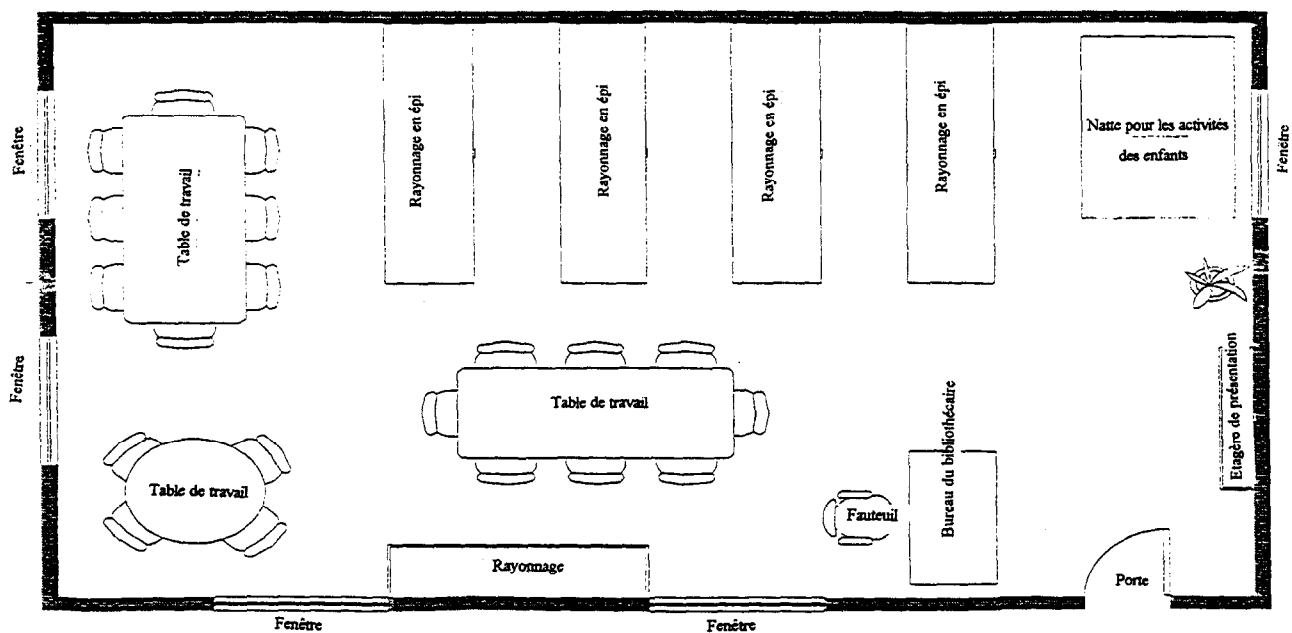 Rayonnage en épi
Rayonnage en épi
Rayonnage en épi
Rayonnage en épi
Natte pour les activités
des enfants
Fenêtre
Fenêtre
Table de travail
Fenêtre
Etagère de présentation
Table de travail
Bureau du bibliothécaire
Table de travail
Fauteuil
Rayonnage
Porte
Fenêtre
Fenêtre